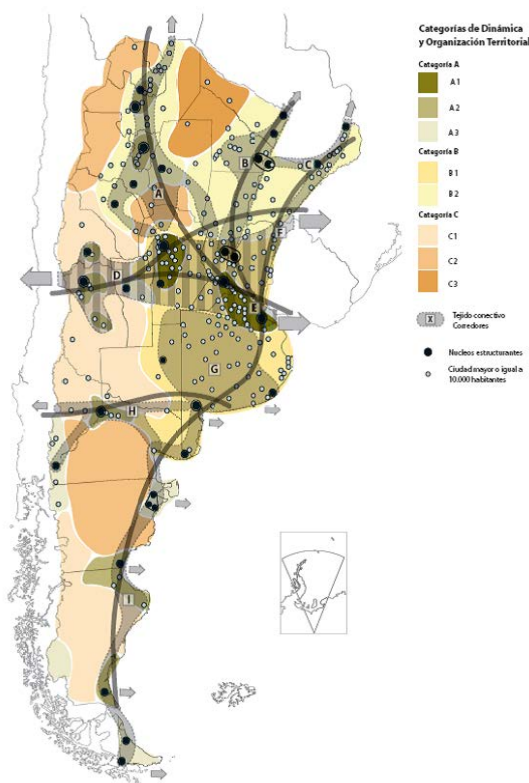 Categorías de Dinámica
y Organización Territorial
Categoría A
A 1
A 2
A 3
Categoría B
B 1
B 2
Categoría C
C1
C2
C3
X
Tejido conectivo
Corredores
Nucleos estructurantes
Ciudad mayor o igual a
10.000 habitantes
A
B
C
F
D
E
G
H
I